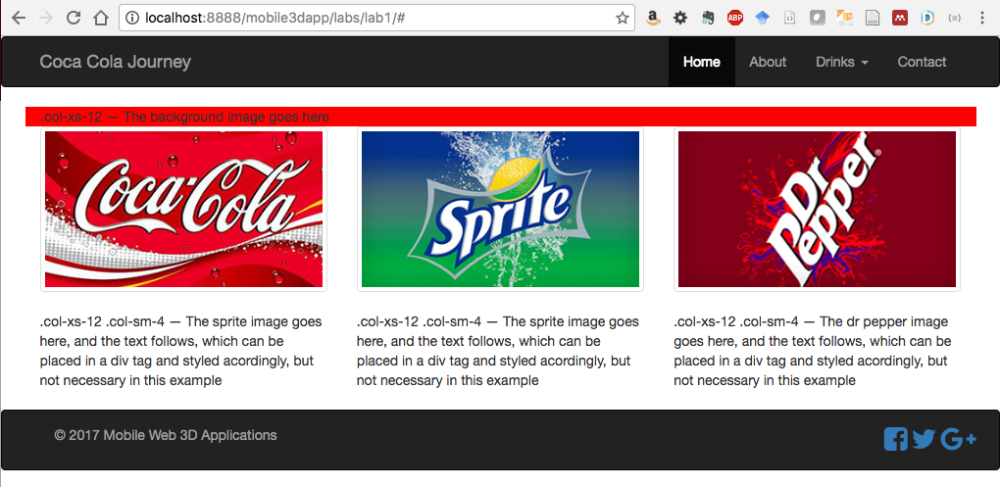 localhost:8888/mobile3dapp/labs/lab1/#
Coca Cola Journey
Home
About
Drinks
Contact
.col-xs-12 — The background image goes here
Coca-Cola
Sprite
Dr Pepper
.col-xs-12 .col-sm-4 — The sprite image goes
here, and the text follows, which can be
placed in a div tag and styled acordingly, but
not necessary in this example
.col-xs-12 .col-sm-4 — The sprite image goes
here, and the text follows, which can be
placed in a div tag and styled acordingly, but
not necessary in this example
.col-xs-12 .col-sm-4 — The dr pepper image
goes here, and the text follows, which can be
placed in a div tag and styled acordingly, but
not necessary in this example
© 2017 Mobile Web 3D Applications